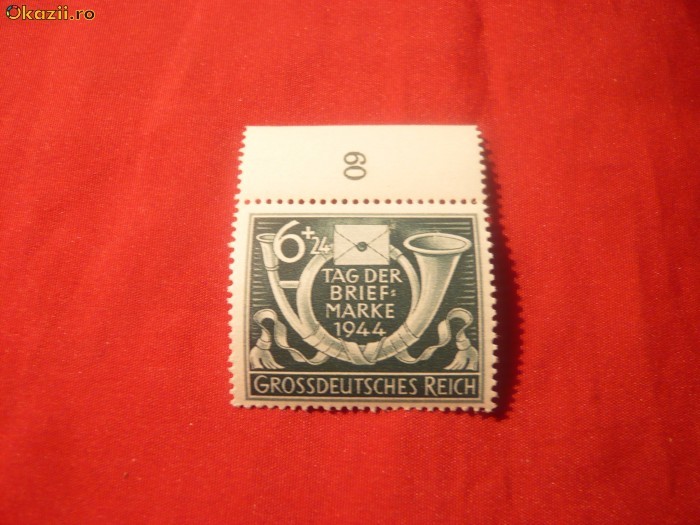 Okazii.ro
60
6+24
TAG DER
BRIEF=
MARKE
1944
GROSSDEUTSCHES REICH